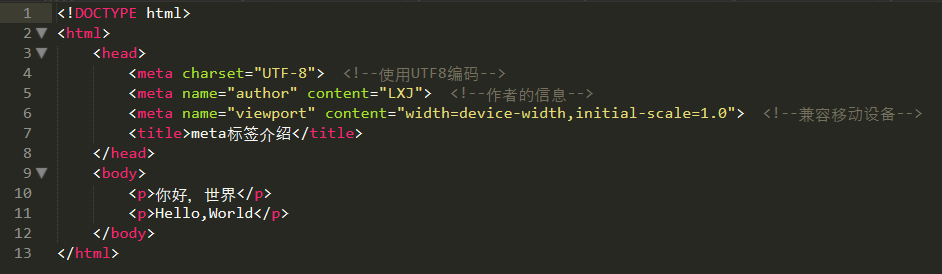 1 <!DOCTYPE html>
2 <html>
3 <head>
4 <meta charset="UTF-8"> <!--使用UTF8编码-->
5 <meta name="author" content="LXJ"> <!--作者的信息-->
6 <meta name="viewport" content="width=device-width,initial-scale=1.0"> <!--兼容移动设备-->
7 <title>meta标签介绍</title>
8 </head>
9 <body>
10 <p>你好，世界</p>
11 <p>Hello,World</p>
12 </body>
13 </html>